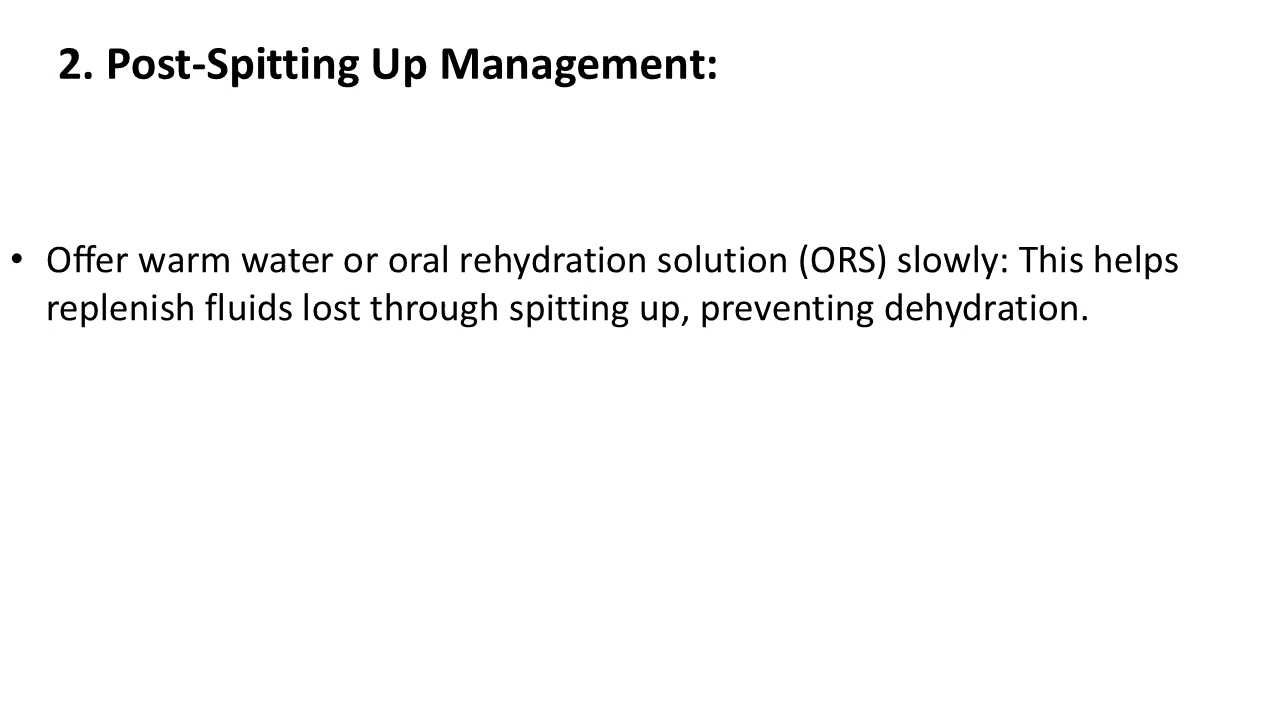 2. Post-Spitting Up Management:
• Offer warm water or oral rehydration solution (ORS) slowly: This helps
replenish fluids lost through spitting up, preventing dehydration.